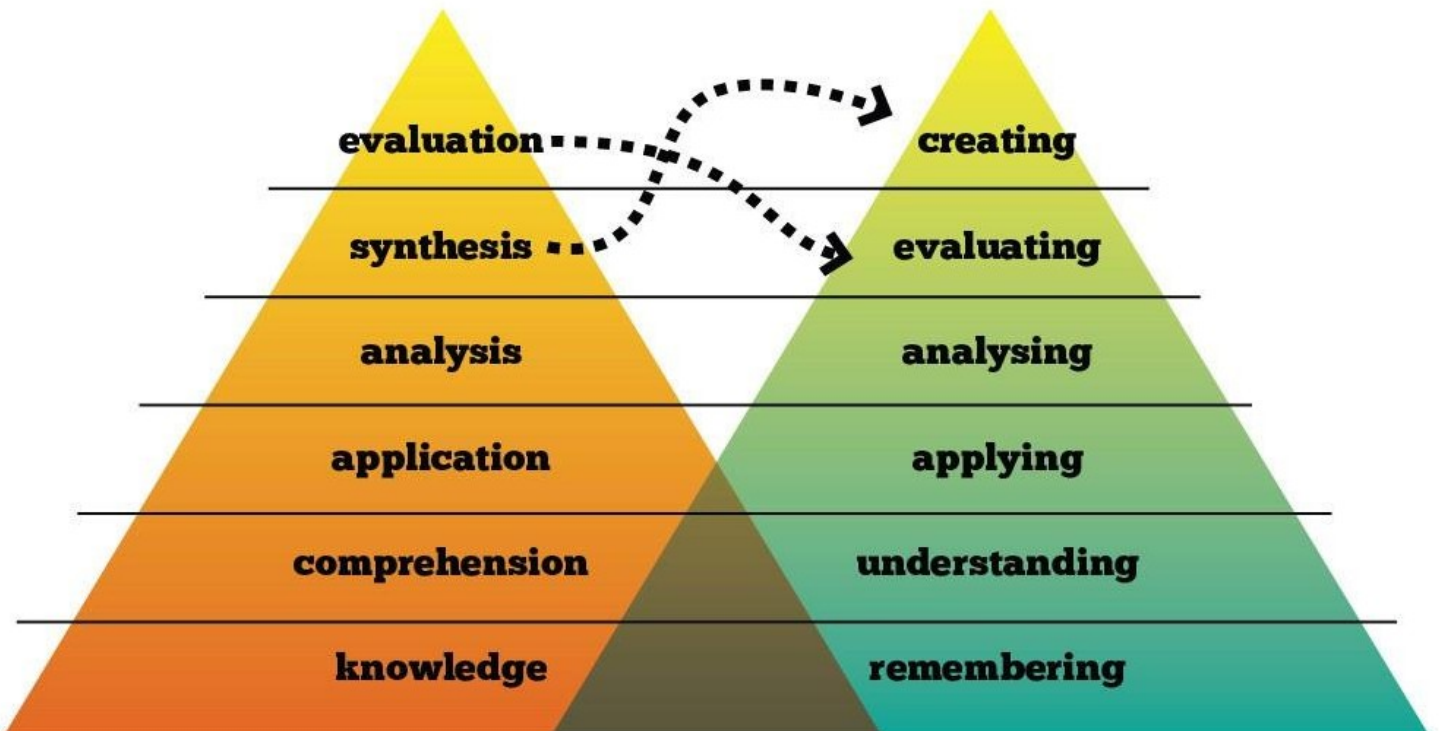 evaluation creating
synthesis evaluating
analysis analysing
application applying
comprehension understanding
knowledge remembering